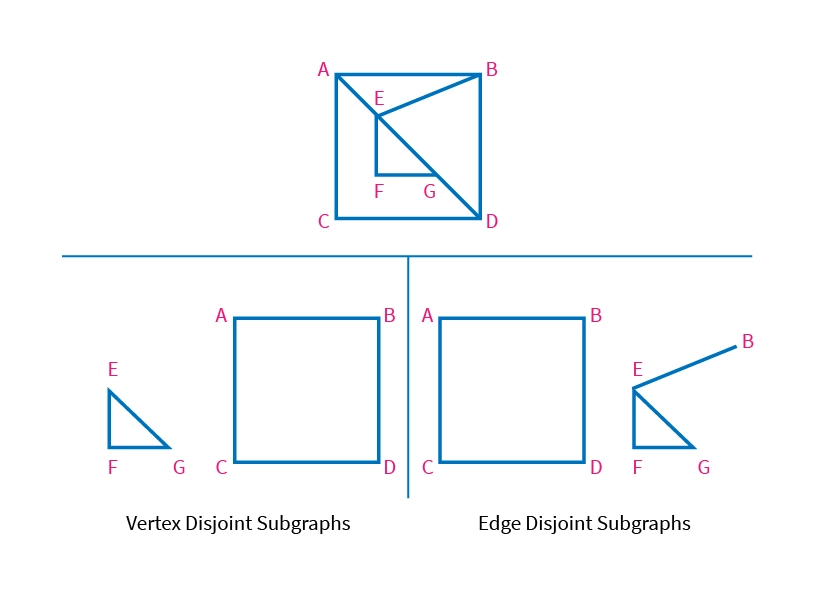 A B
E
F G
C D
A B A B
B
E E
F G C D C D F G
Vertex Disjoint Subgraphs Edge Disjoint Subgraphs